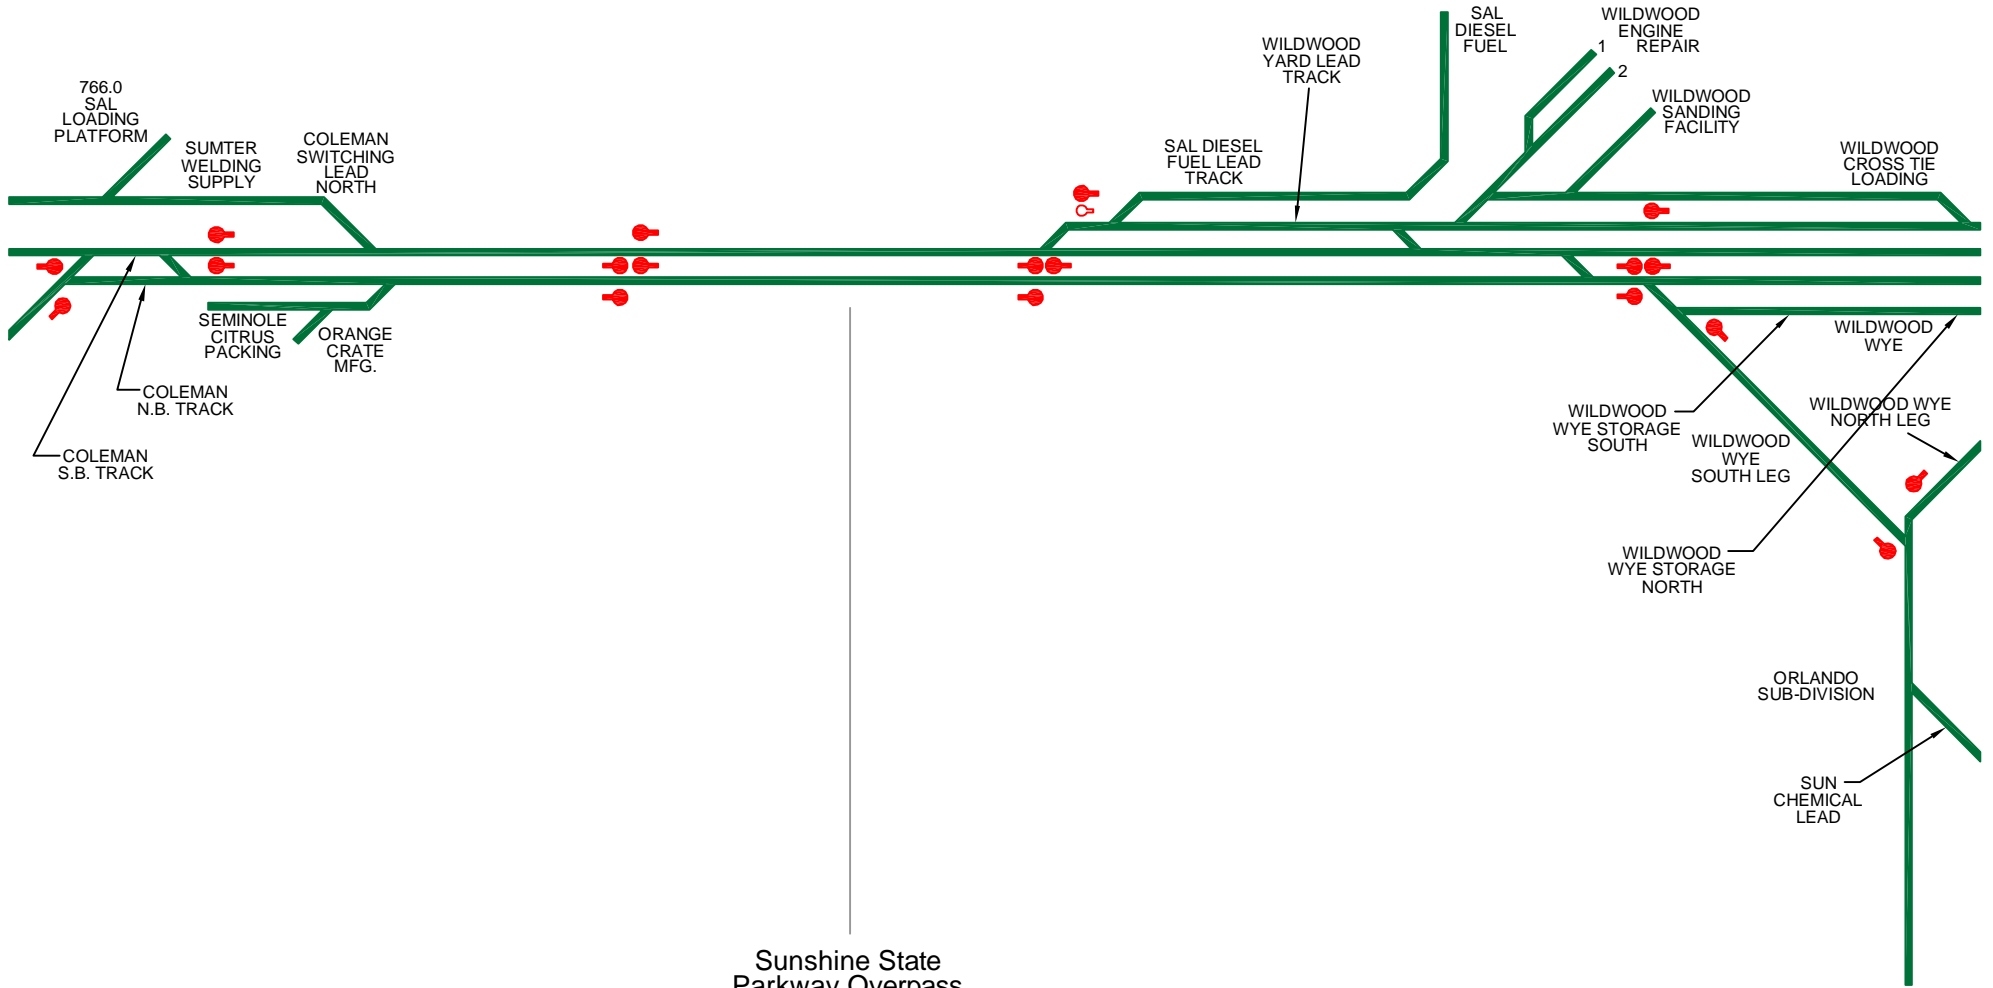 766.0
SAL
LOADING
PLATFORM
SUMTER
WELDING
SUPPLY
COLEMAN
SWITCHING
LEAD
NORTH
SEMINOLE
CITRUS
PACKING
ORANGE
CRATE
MFG.
COLEMAN
N.B. TRACK
COLEMAN
S.B. TRACK
Sunshine State
Parkway Overpass
WILDWOOD
YARD LEAD
TRACK
SAL DIESEL
FUEL LEAD
TRACK
SAL
DIESEL
FUEL
WILDWOOD
ENGINE
REPAIR
1
2
WILDWOOD
SANDING
FACILITY
WILDWOOD
CROSS TIE
LOADING
WILDWOOD
WYE
WILDWOOD
WYE STORAGE
SOUTH
WILDWOOD
WYE
SOUTH LEG
WILDWOOD WYE
NORTH LEG
WILDWOOD
WYE STORAGE
NORTH
ORLANDO
SUB-DIVISION
SUN
CHEMICAL
LEAD